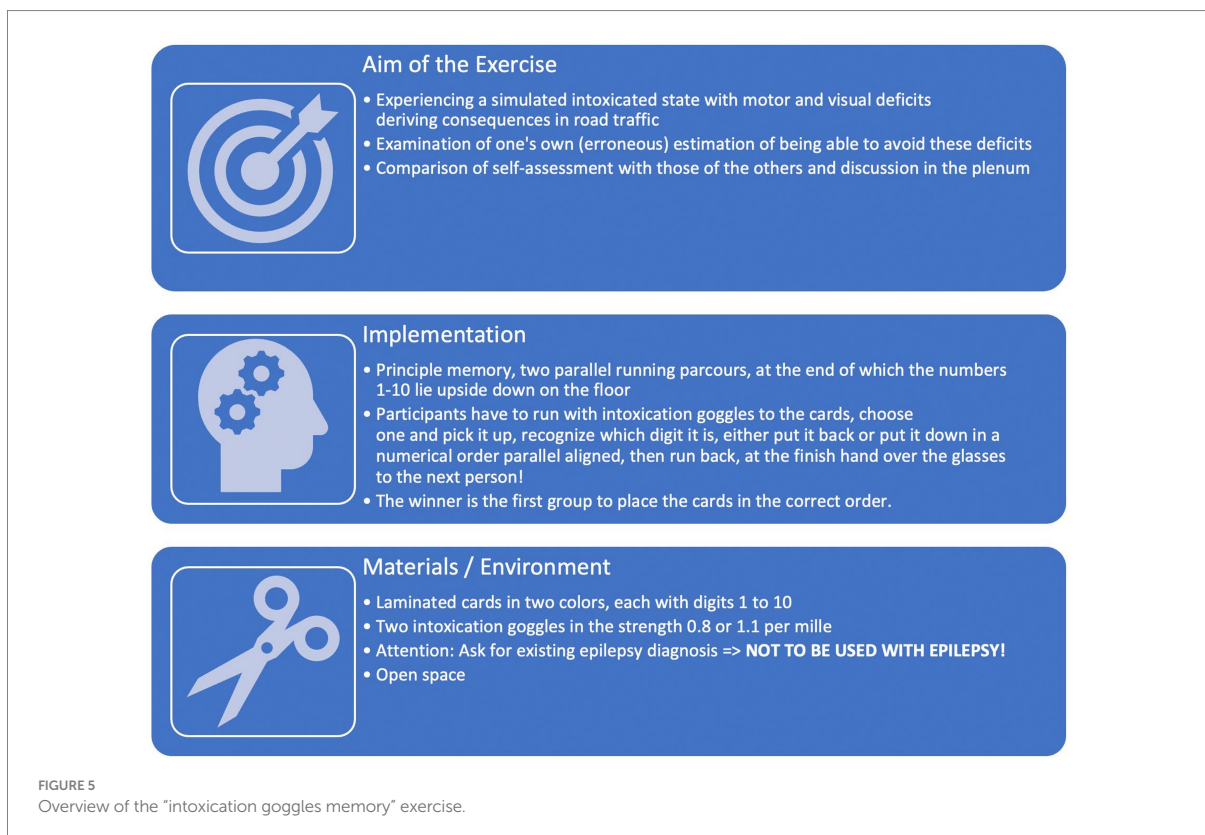 Aim of the Exercise
• Experiencing a simulated intoxicated state with motor and visual deficits
deriving consequences in road traffic
• Examination of one's own (erroneous) estimation of being able to avoid these deficits
• Comparison of self-assessment with those of the others and discussion in the plenum
Implementation
• Principle memory, two parallel running parcours, at the end of which the numbers
1-10 lie upside down on the floor
• Participants have to run with intoxication goggles to the cards, choose
one and pick it up, recognize which digit it is, either put it back or put it down in a
numerical order parallel aligned, then run back, at the finish hand over the glasses
to the next person!
• The winner is the first group to place the cards in the correct order.
Materials / Environment
• Laminated cards in two colors, each with digits 1 to 10
• Two intoxication goggles in the strength 0.8 or 1.1 per mille
• Attention: Ask for existing epilepsy diagnosis => NOT TO BE USED WITH EPILEPSY!
• Open space
FIGURE 5
Overview of the “intoxication goggles memory” exercise.